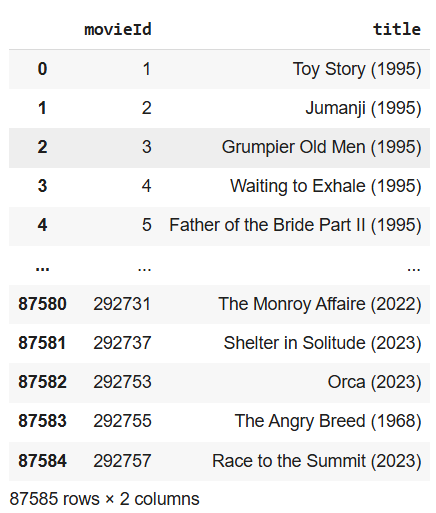 movieId title
0 1 Toy Story (1995)
1 2 Jumanji (1995)
2 3 Grumpier Old Men (1995)
3 4 Waiting to Exhale (1995)
4 5 Father of the Bride Part II (1995)
... ... ...
87580 292731 The Monroy Affaire (2022)
87581 292737 Shelter in Solitude (2023)
87582 292753 Orca (2023)
87583 292755 The Angry Breed (1968)
87584 292757 Race to the Summit (2023)
87585 rows × 2 columns